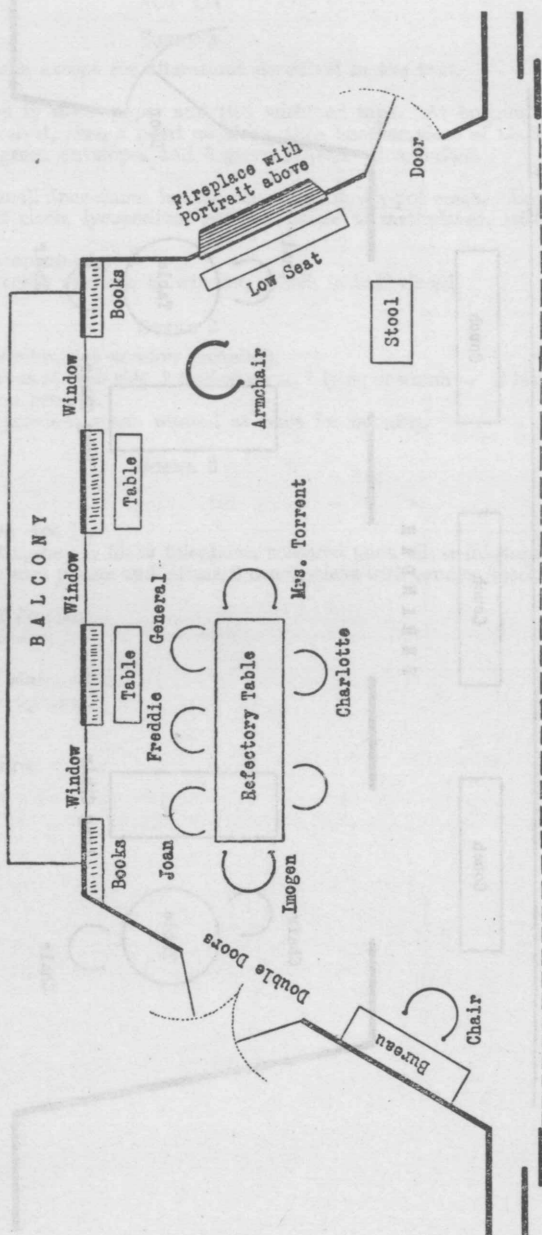 BALCONY
Window
Window
Window
Books
Table
Table
Books
Joan
Freddie
General
Fireplace with
Portrait above
Low Seat
Armchair
Double Doors
Refectory Table
Imogen
Mrs. Torrent
Charlotte
Stool
Door
Bureau
Chair